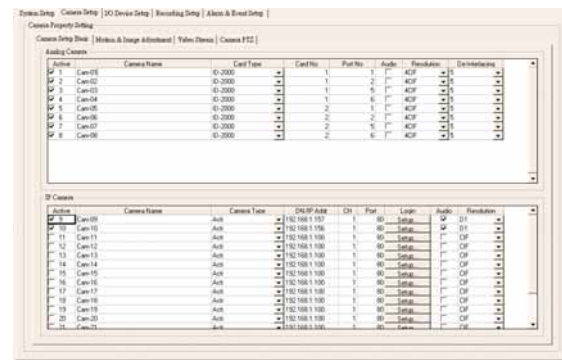 System Setup Camera Setup I/O Device Setup Recording Setup Alarm & Event Setup
Camera Property Setting
Camera Setup Basic Motion & Image Adjustment Video Stream Camera PTZ
Analog Camera
Active Camera Name Card Type Card No Port No Audio Resolution De-Interlacing
1 Cam-01 ID-2000 1 1 4CIF 5
2 Cam-02 ID-2000 1 2 4CIF 5
3 Cam-03 ID-2000 1 5 4CIF 5
4 Cam-04 ID-2000 1 6 4CIF 5
5 Cam-05 ID-2000 2 1 4CIF 5
6 Cam-06 ID-2000 2 2 4CIF 5
7 Cam-07 ID-2000 2 5 4CIF 5
8 Cam-08 ID-2000 2 6 4CIF 5
IP Camera
Active Camera Name Camera Type DN/IP Addr CH Port Login Audio Resolution
9 Cam-09 Acti 192.168.1.157 1 80 Setup D1
10 Cam-10 Acti 192.168.1.156 1 80 Setup D1
11 Cam-11 Acti 192.168.1.100 1 80 Setup CIF
12 Cam-12 Acti 192.168.1.100 1 80 Setup CIF
13 Cam-13 Acti 192.168.1.100 1 80 Setup CIF
14 Cam-14 Acti 192.168.1.100 1 80 Setup CIF
15 Cam-15 Acti 192.168.1.100 1 80 Setup CIF
16 Cam-16 Acti 192.168.1.100 1 80 Setup CIF
17 Cam-17 Acti 192.168.1.100 1 80 Setup CIF
18 Cam-18 Acti 192.168.1.100 1 80 Setup CIF
19 Cam-19 Acti 192.168.1.100 1 80 Setup CIF
20 Cam-20 Acti 192.168.1.100 1 80 Setup CIF
21 Cam-21 Acti 192.168.1.100 1 80 Setup CIF